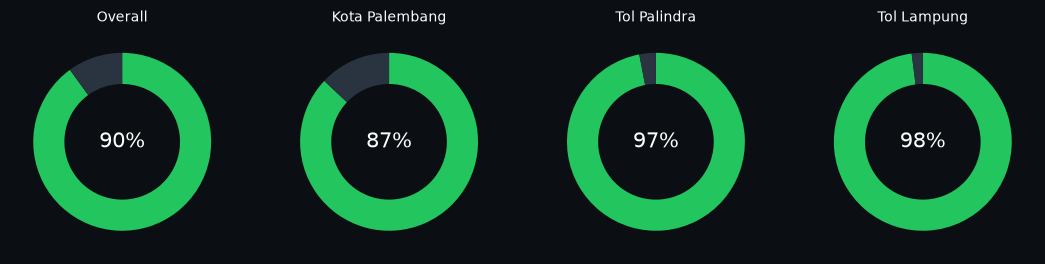 Overall
Kota Palembang
Tol Palindra
Tol Lampung
90%
87%
97%
98%